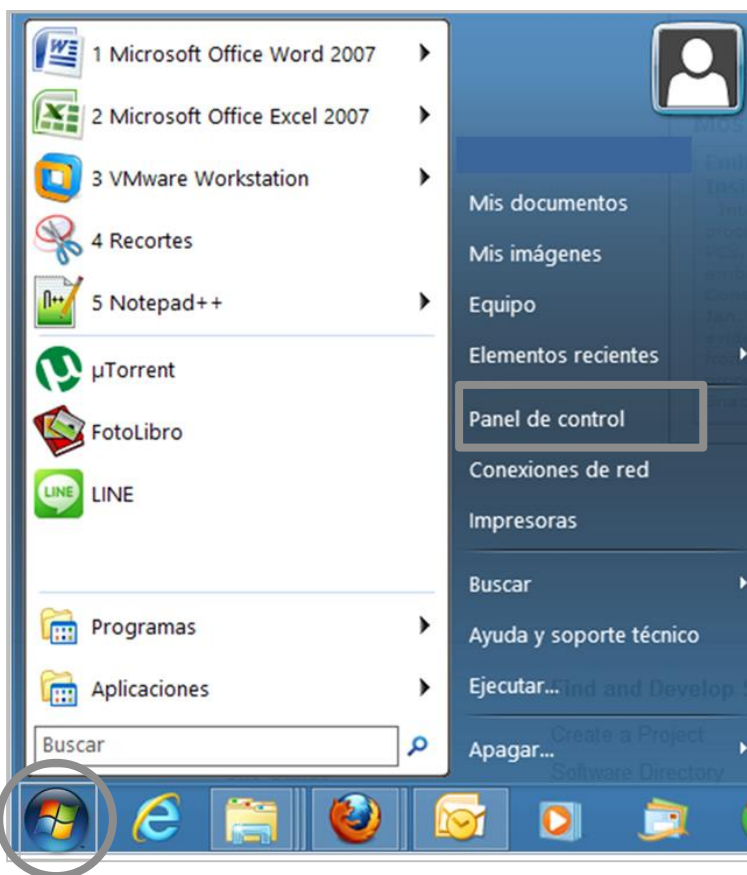 1 Microsoft Office Word 2007
2 Microsoft Office Excel 2007
3 VMware Workstation
4 Recortes
5 Notepad++
µTorrent
FotoLibro
LINE
Programas
Aplicaciones
Buscar
Mis documentos
Mis imágenes
Equipo
Elementos recientes
Panel de control
Conexiones de red
Impresoras
Buscar
Ayuda y soporte técnico
Ejecutar...
Apagar...
Find and Develop
Create a Project
Software Directory